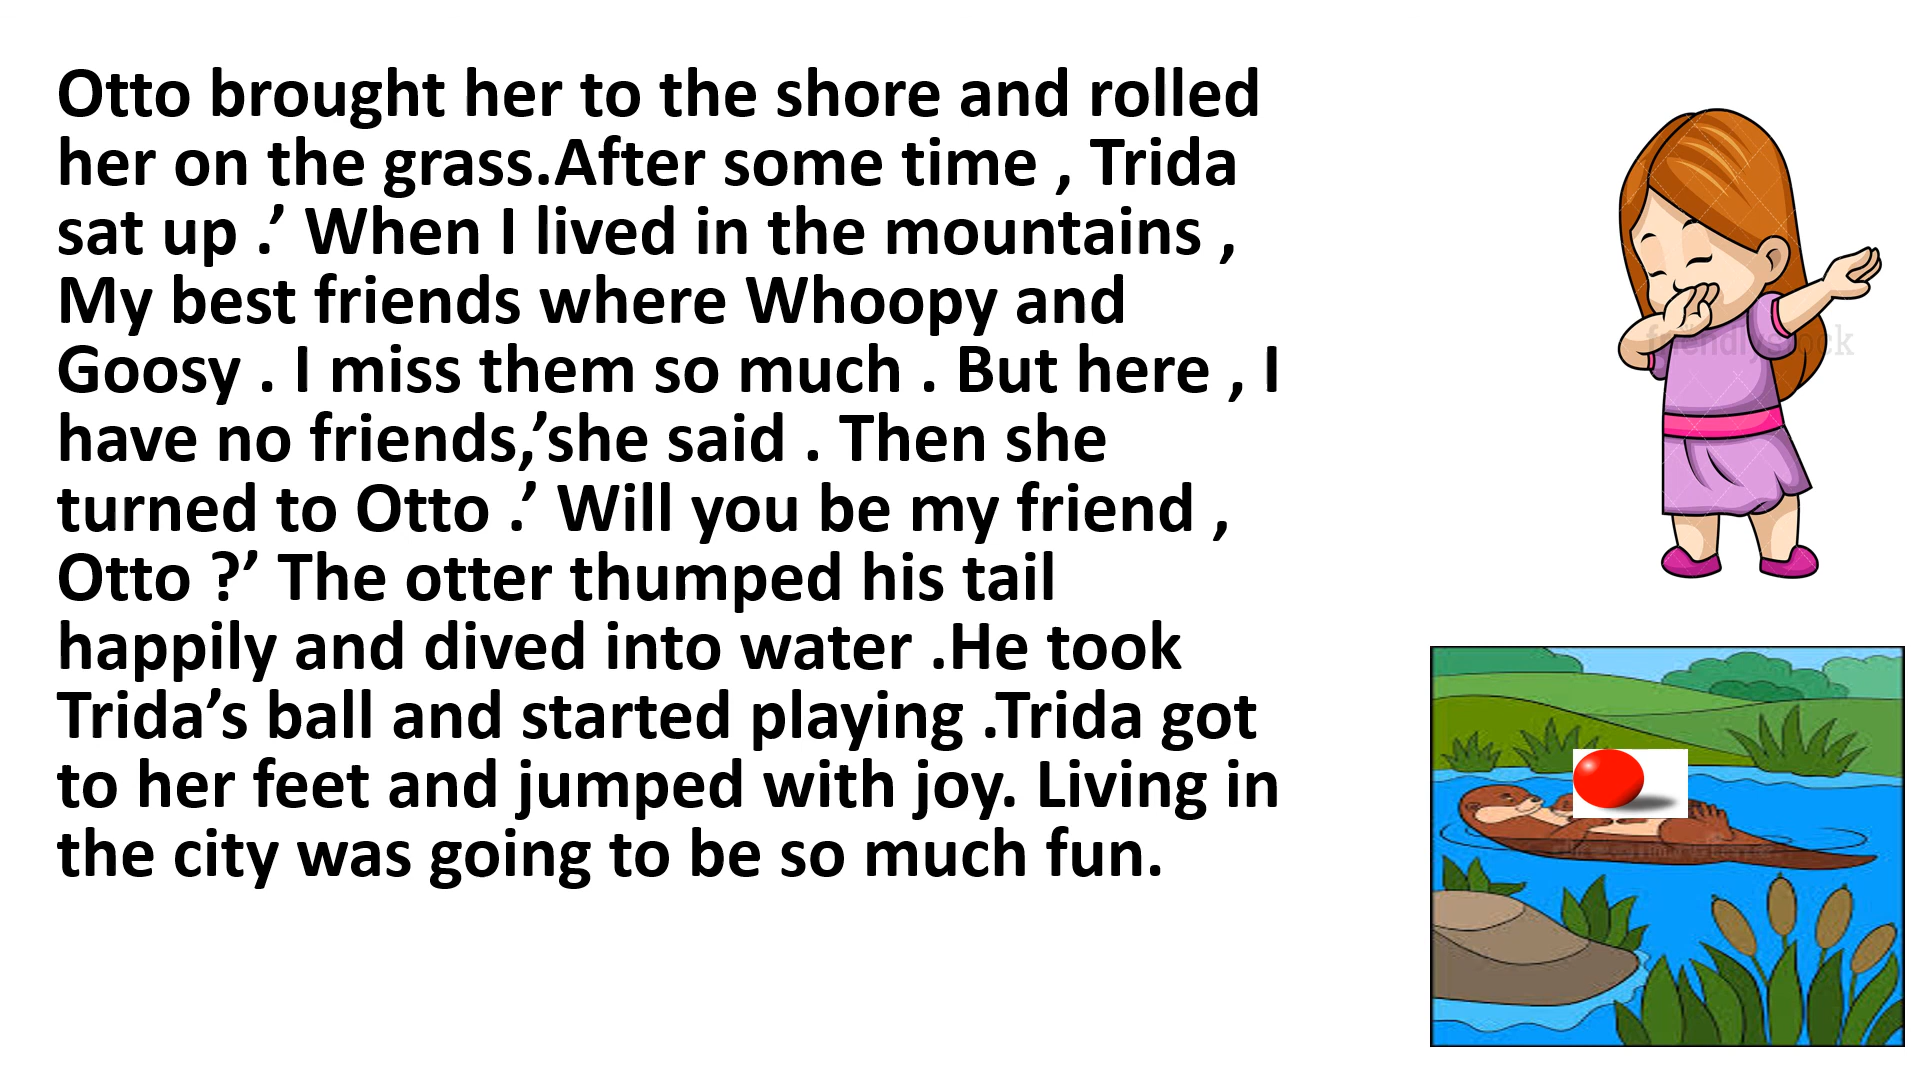 Otto brought her to the shore and rolled
her on the grass.After some time , Trida
sat up .’ When I lived in the mountains ,
My best friends where Whoopy and
Goosy . I miss them so much . But here , I
have no friends,’she said . Then she
turned to Otto .’ Will you be my friend ,
Otto ?’ The otter thumped his tail
happily and dived into water .He took
Trida’s ball and started playing .Trida got
to her feet and jumped with joy. Living in
the city was going to be so much fun.